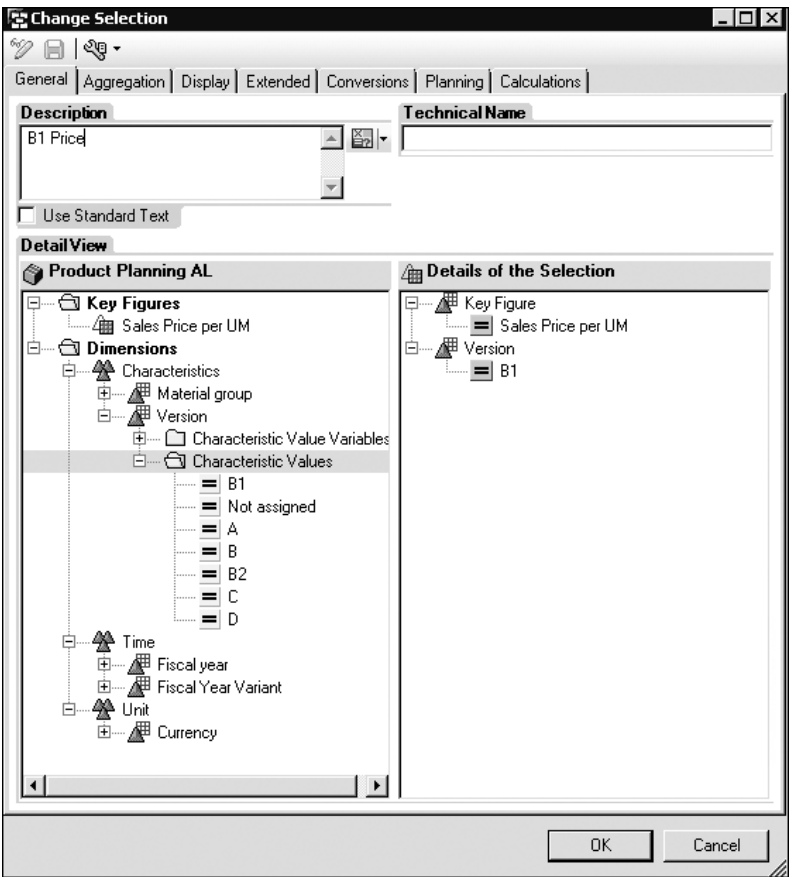 Change Selection
General Aggregation Display Extended Conversions Planning Calculations
Description
Technical Name
B1 Price
Use Standard Text
Detail View
Product Planning AL
Key Figures
Sales Price per UM
Dimensions
Characteristics
Material group
Version
Characteristic Value Variables
Characteristic Values
B1
Not assigned
A
B
B2
C
D
Time
Fiscal year
Fiscal Year Variant
Unit
Currency
Details of the Selection
Key Figure
Sales Price per UM
Version
B1
OK Cancel